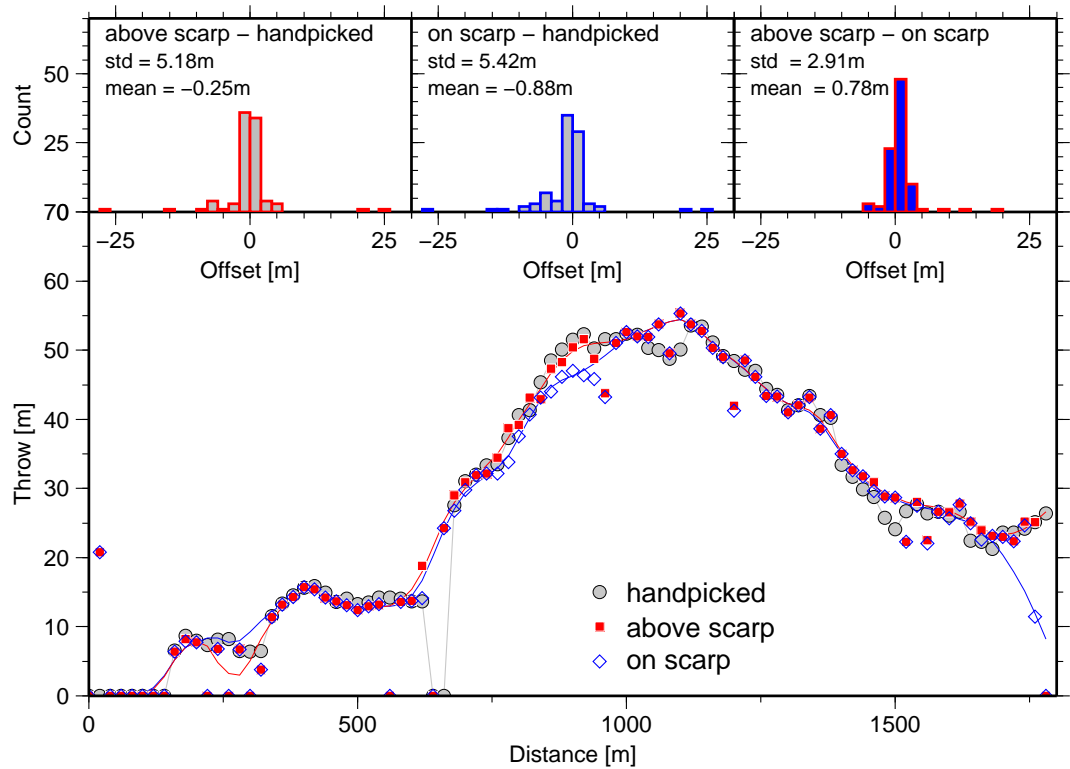 above scarp − handpicked
std = 5.18m
mean = −0.25m
on scarp − handpicked
std = 5.42m
mean = −0.88m
above scarp − on scarp
std = 2.91m
mean = 0.78m
Count
50
25
70
0
−25 0 25
−25 0 25
−25 0 25
Offset [m]
Offset [m]
Offset [m]
Throw [m]
60
50
40
30
20
10
0
handpicked
above scarp
on scarp
0 500 1000 1500
Distance [m]